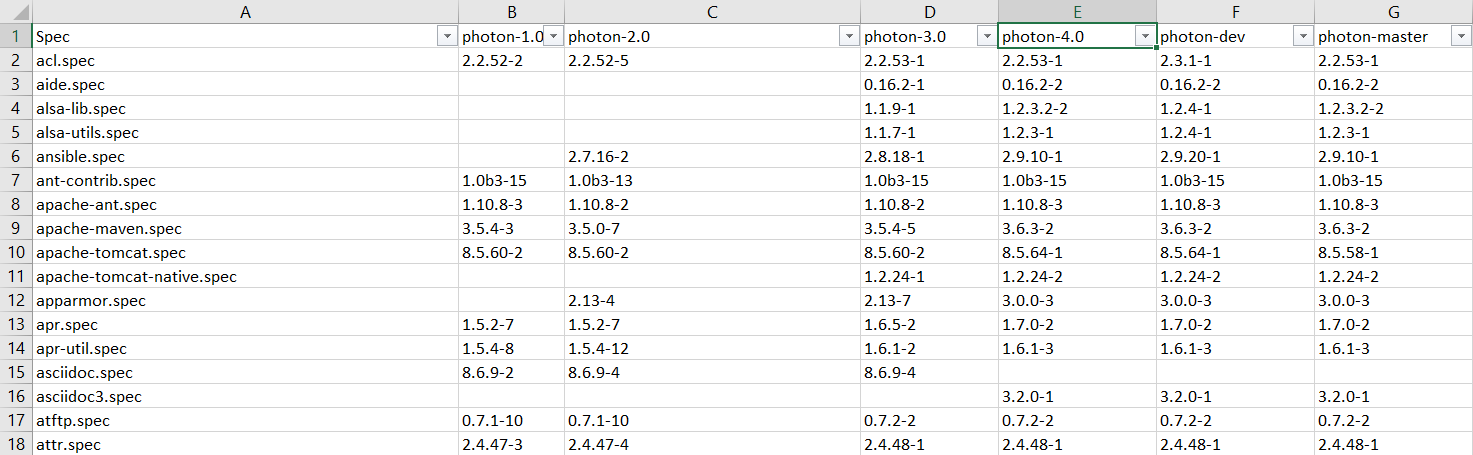 A B C D E F G
1 Spec photon-1.0 photon-2.0 photon-3.0 photon-4.0 photon-dev photon-master
2 acl.spec 2.2.52-2 2.2.52-5 2.2.53-1 2.2.53-1 2.3.1-1 2.2.53-1
3 aide.spec 0.16.2-1 0.16.2-2 0.16.2-2 0.16.2-2
4 alsa-lib.spec 1.1.9-1 1.2.3.2-2 1.2.4-1 1.2.3.2-2
5 alsa-utils.spec 1.1.7-1 1.2.3-1 1.2.4-1 1.2.3-1
6 ansible.spec 2.7.16-2 2.8.18-1 2.9.10-1 2.9.20-1 2.9.10-1
7 ant-contrib.spec 1.0b3-15 1.0b3-13 1.0b3-15 1.0b3-15 1.0b3-15 1.0b3-15
8 apache-ant.spec 1.10.8-3 1.10.8-2 1.10.8-2 1.10.8-3 1.10.8-3 1.10.8-3
9 apache-maven.spec 3.5.4-3 3.5.0-7 3.5.4-5 3.6.3-2 3.6.3-2 3.6.3-2
10 apache-tomcat.spec 8.5.60-2 8.5.60-2 8.5.60-2 8.5.64-1 8.5.64-1 8.5.58-1
11 apache-tomcat-native.spec 1.2.24-1 1.2.24-2 1.2.24-2 1.2.24-2
12 apparmor.spec 2.13-4 2.13-7 3.0.0-3 3.0.0-3 3.0.0-3
13 apr.spec 1.5.2-7 1.5.2-7 1.6.5-2 1.7.0-2 1.7.0-2 1.7.0-2
14 apr-util.spec 1.5.4-8 1.5.4-12 1.6.1-2 1.6.1-3 1.6.1-3 1.6.1-3
15 asciidoc.spec 8.6.9-2 8.6.9-4 8.6.9-4
16 asciidoc3.spec 3.2.0-1 3.2.0-1 3.2.0-1
17 atftp.spec 0.7.1-10 0.7.1-10 0.7.2-2 0.7.2-2 0.7.2-2 0.7.2-2
18 attr.spec 2.4.47-3 2.4.47-4 2.4.48-1 2.4.48-1 2.4.48-1 2.4.48-1